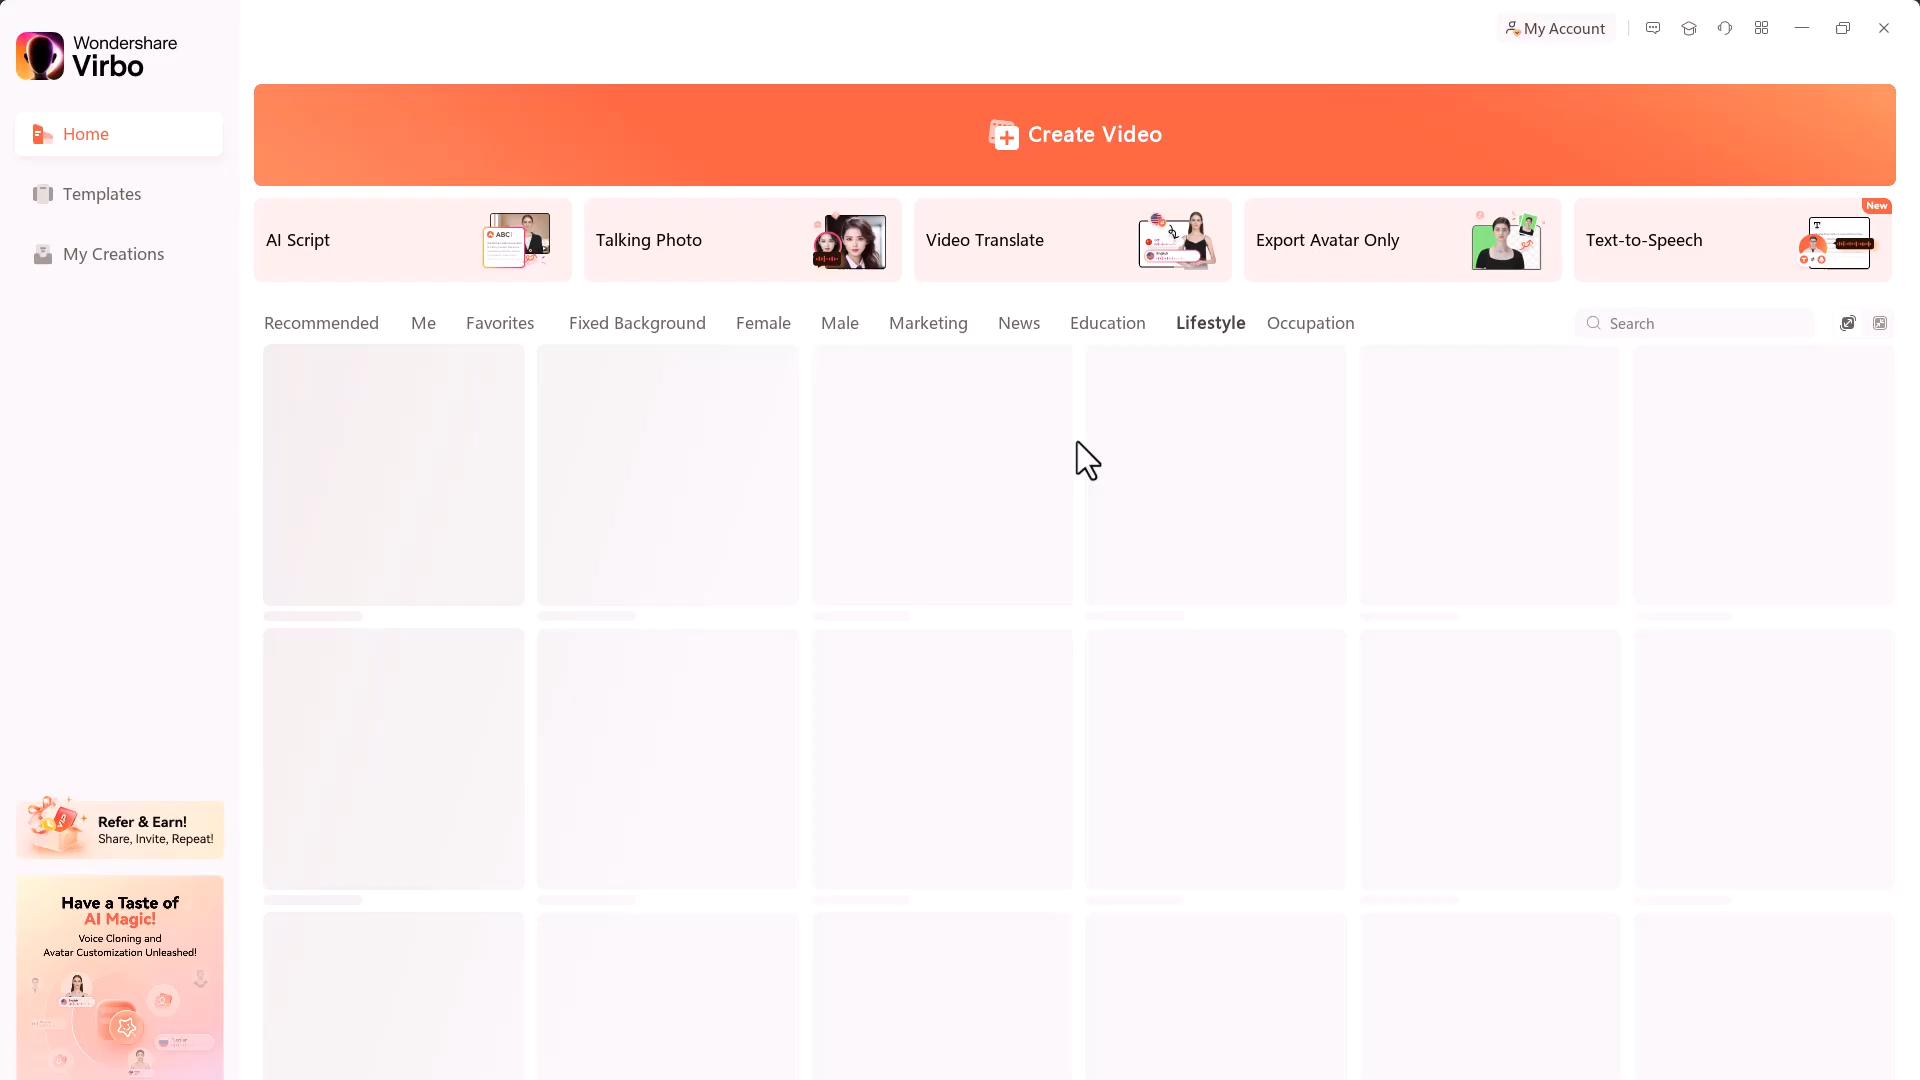 My Account
Wondershare
Virbo
Home
Templates
My Creations
Create Video
AI Script
ABC
Talking Photo
Video Translate
Export Avatar Only
Text-to-Speech
New
T
Recommended
Me
Favorites
Fixed Background
Female
Male
Marketing
News
Education
Lifestyle
Occupation
Search
VIP
Refer & Earn!
Share, Invite, Repeat!
Have a Taste of
AI Magic!
Voice Cloning and
Avatar Customization Unleashed!